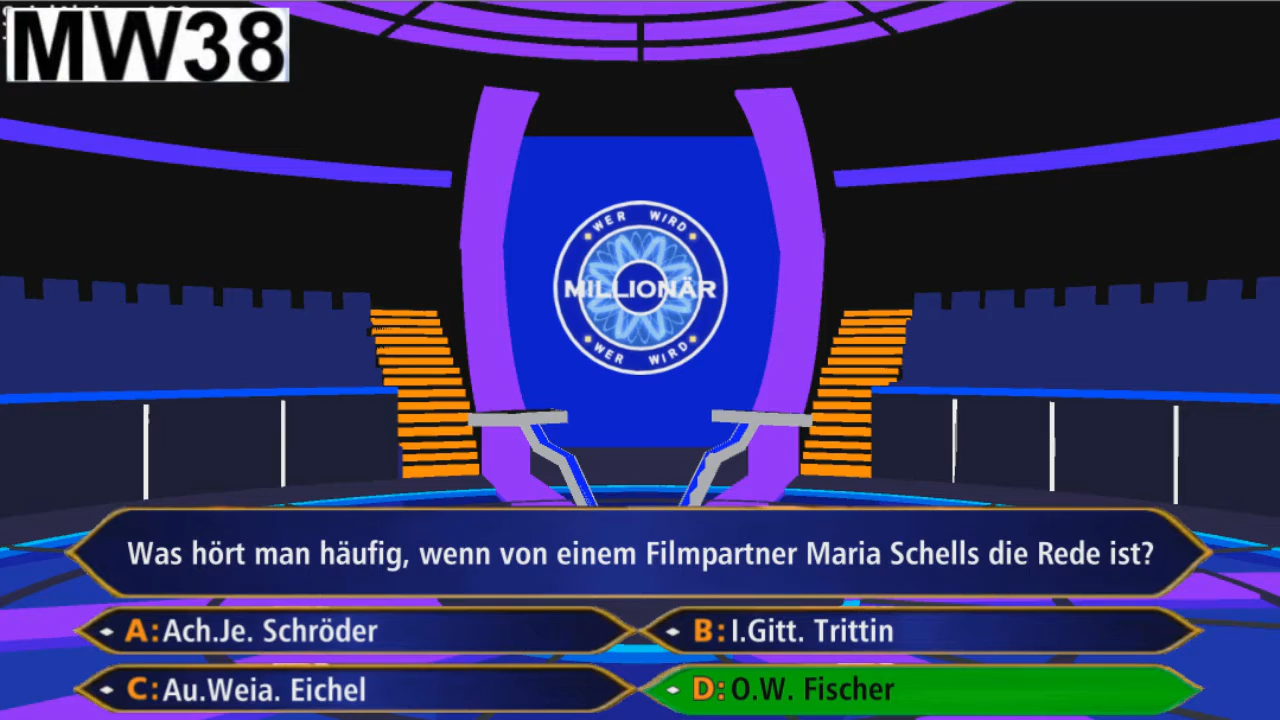 MW38
WER WIRD
MILLIONÄR
WER WIRD
Was hört man häufig, wenn von einem Filmpartner Maria Schells die Rede ist?
A: Ach.Je. Schröder
B: I.Gitt. Trittin
C: Au.Weia. Eichel
D: O.W. Fischer